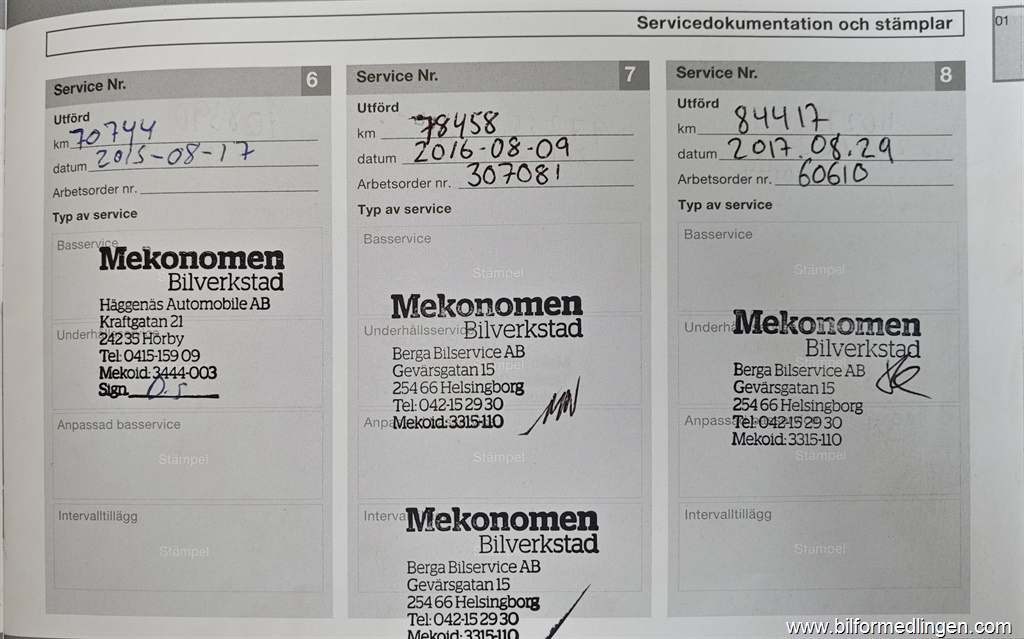 Servicedokumentation och stämplar
01
Service Nr. 6
Utförd
km 70744
datum 2015-08-17
Arbetsorder nr.
Typ av service
Basservice
Mekonomen
Bilverkstad
Häggenäs Automobile AB
Kraftgatan 21
242 35 Hörby
Tel: 0415-159 09
Mekoid: 3444-003
Sign. D.S
Anpassad basservice
Stämpel
Intervalltillägg
Stämpel
Service Nr. 7
Utförd
km 78458
datum 2016-08-09
Arbetsorder nr. 307081
Typ av service
Basservice
Stämpel
Mekonomen
Underhållsservice
Bilverkstad
Berga Bilservice AB
Gevärsgatan 15
254 66 Helsingborg
Tel: 042-15 29 30
Mekoid: 3315-110
Stämpel
Mekonomen
Bilverkstad
Berga Bilservice AB
Gevärsgatan 15
254 66 Helsingborg
Tel: 042-15 29 30
Mekoid: 3315-110
Service Nr. 8
Utförd
km 84417
datum 2017.08.29
Arbetsorder nr. 60610
Typ av service
Basservice
Stämpel
Mekonomen
Bilverkstad
Berga Bilservice AB
Gevärsgatan 15
254 66 Helsingborg
Tel: 042-15 29 30
Mekoid: 3315-110
Stämpel
Intervalltillägg
Stämpel
www.bilformedlingen.com